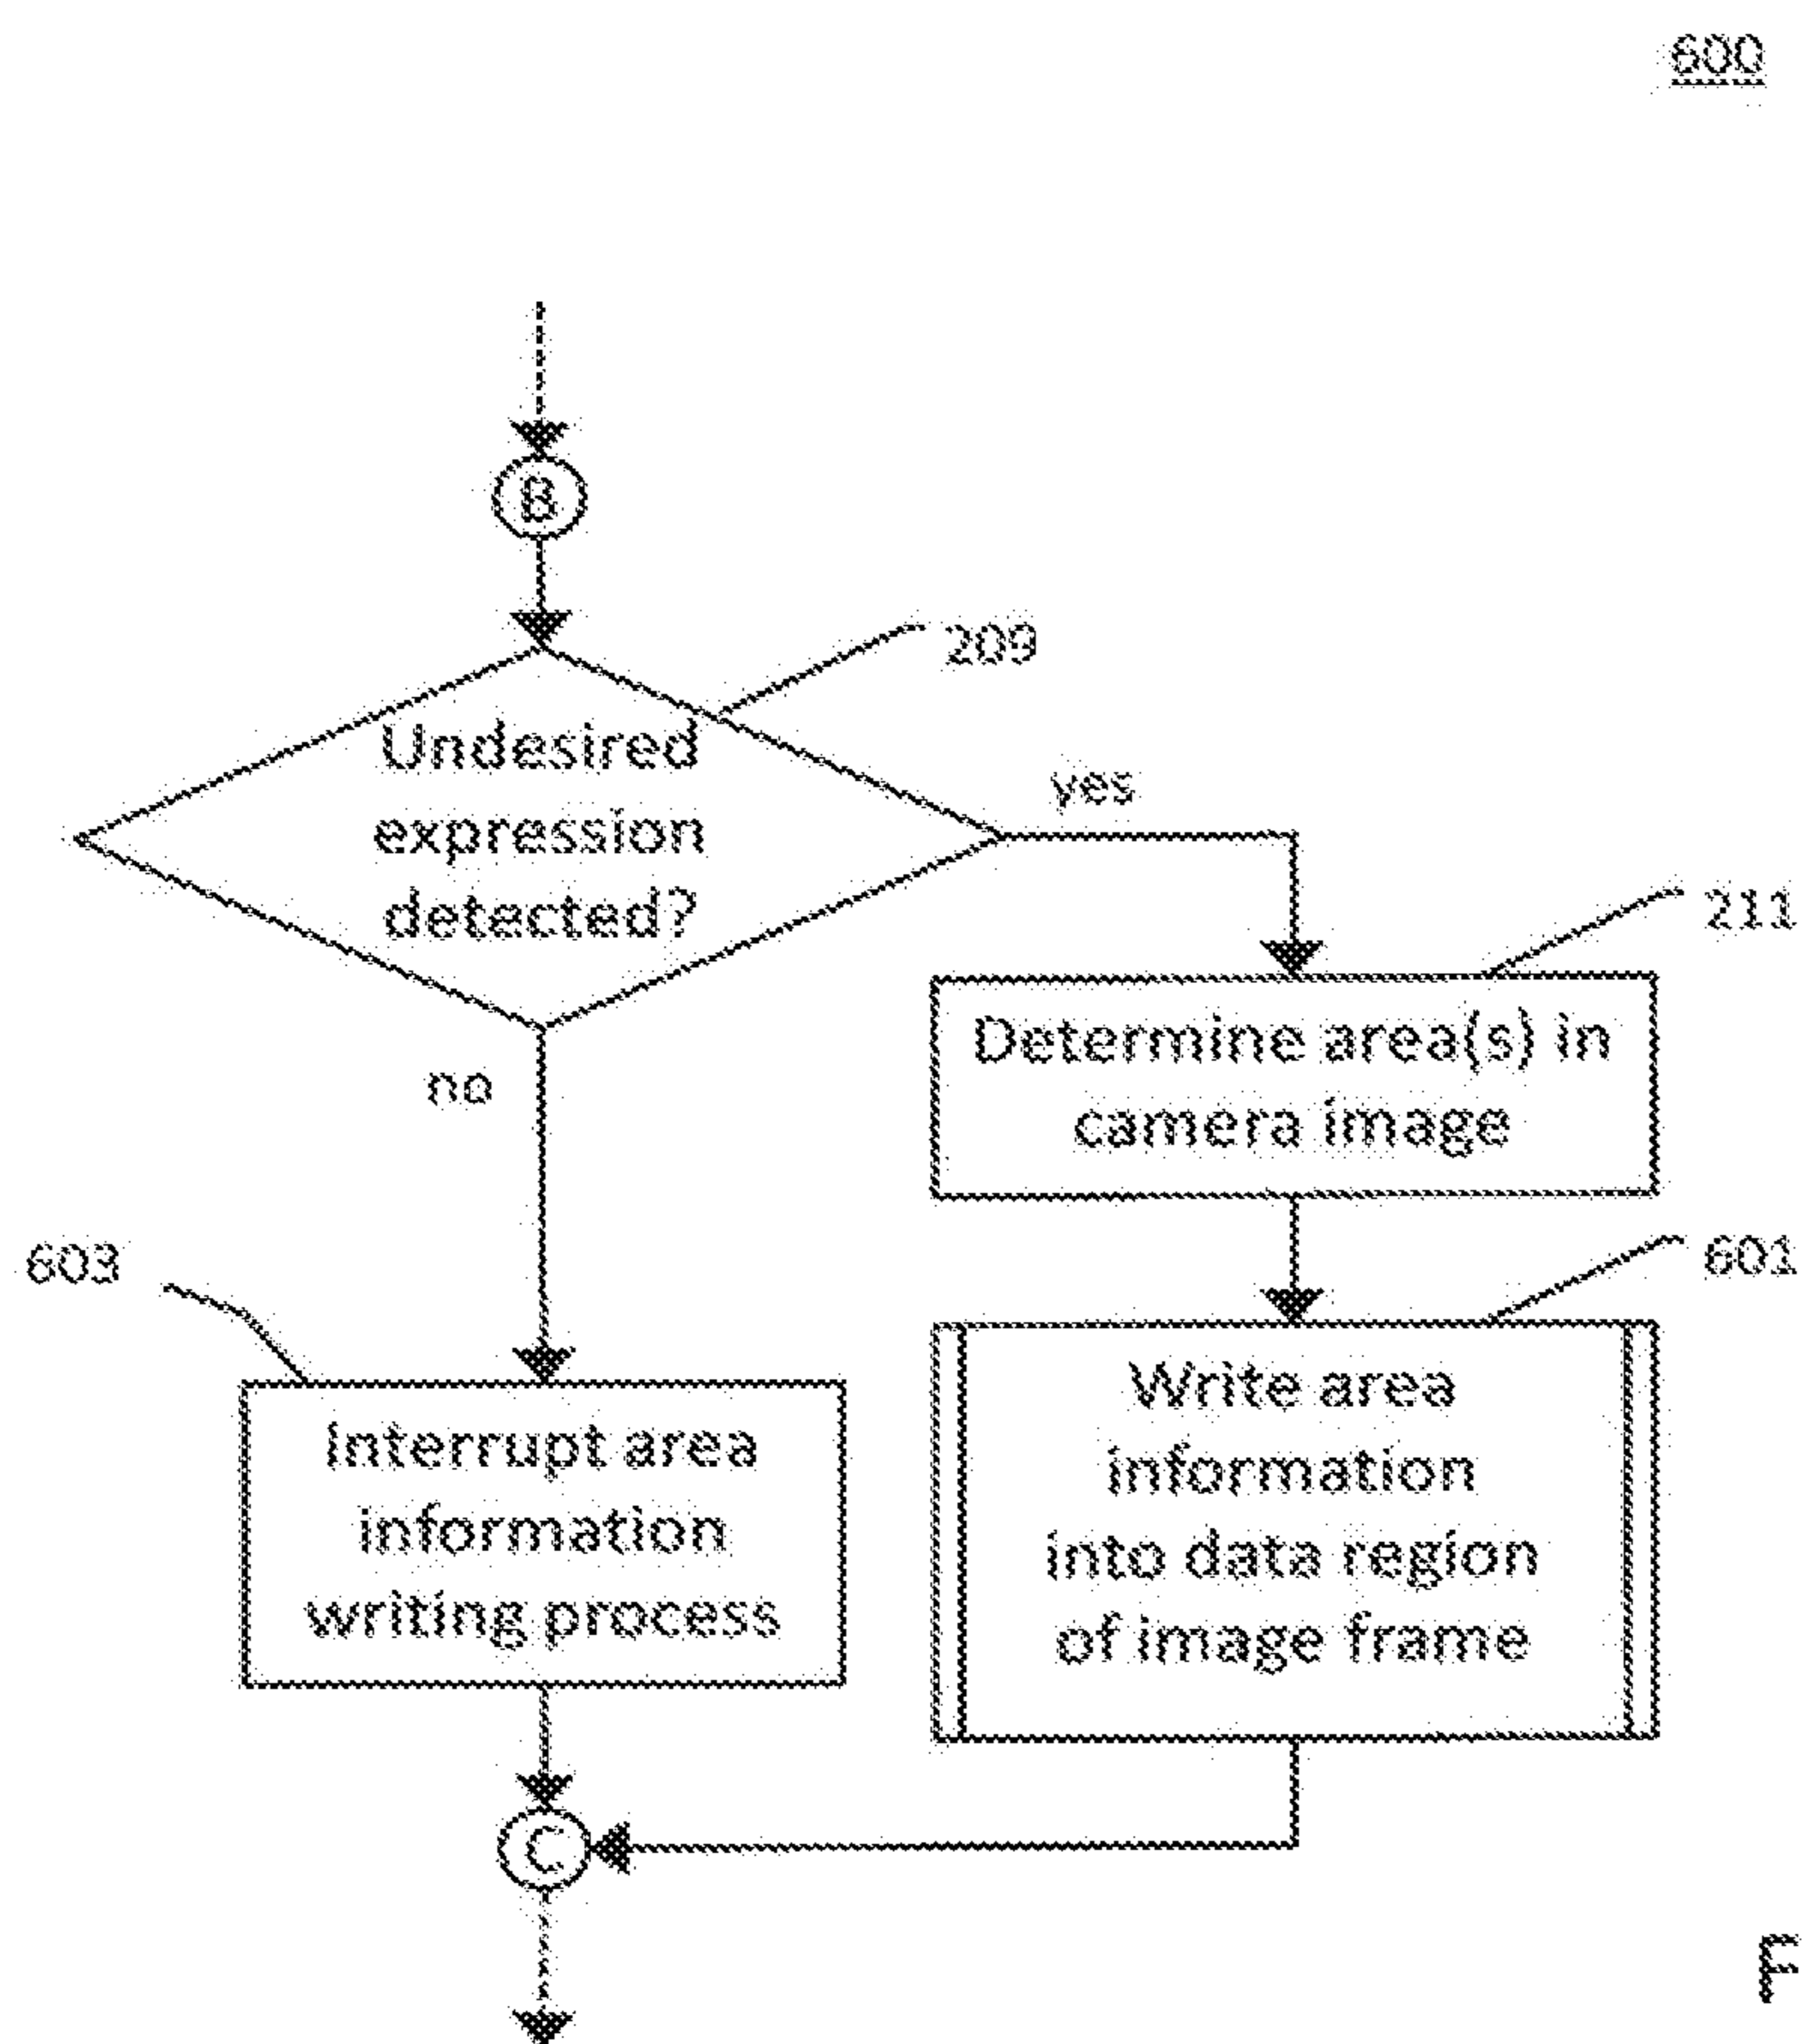 600
B
209
Undesired
expression
detected?
yes
no
211
Determine area(s) in
camera image
603
601
Interrupt area
information
writing process
Write area
information
into data region
of image frame
C
F